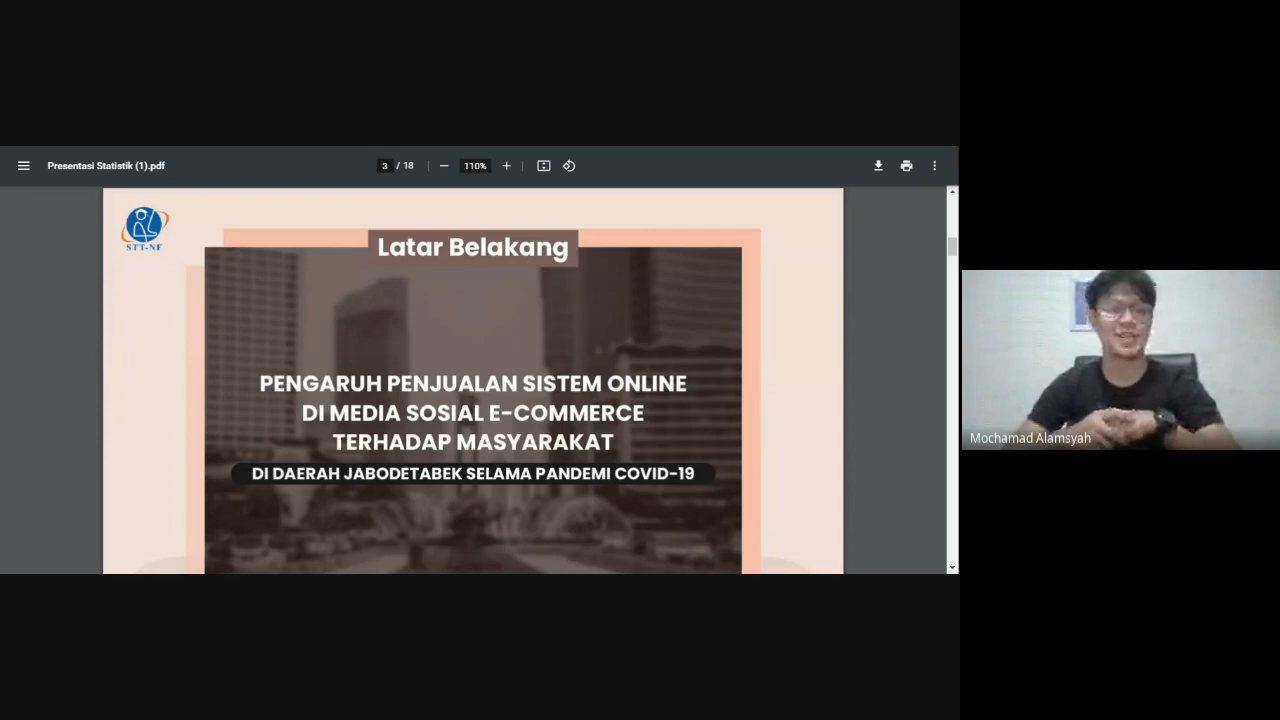 Presentasi Statistik (1).pdf
3 / 18
110%
STT-NF
Latar Belakang
PENGARUH PENJUALAN SISTEM ONLINE
DI MEDIA SOSIAL E-COMMERCE
TERHADAP MASYARAKAT
DI DAERAH JABODETABEK SELAMA PANDEMI COVID-19
Mochamad Alamsyah